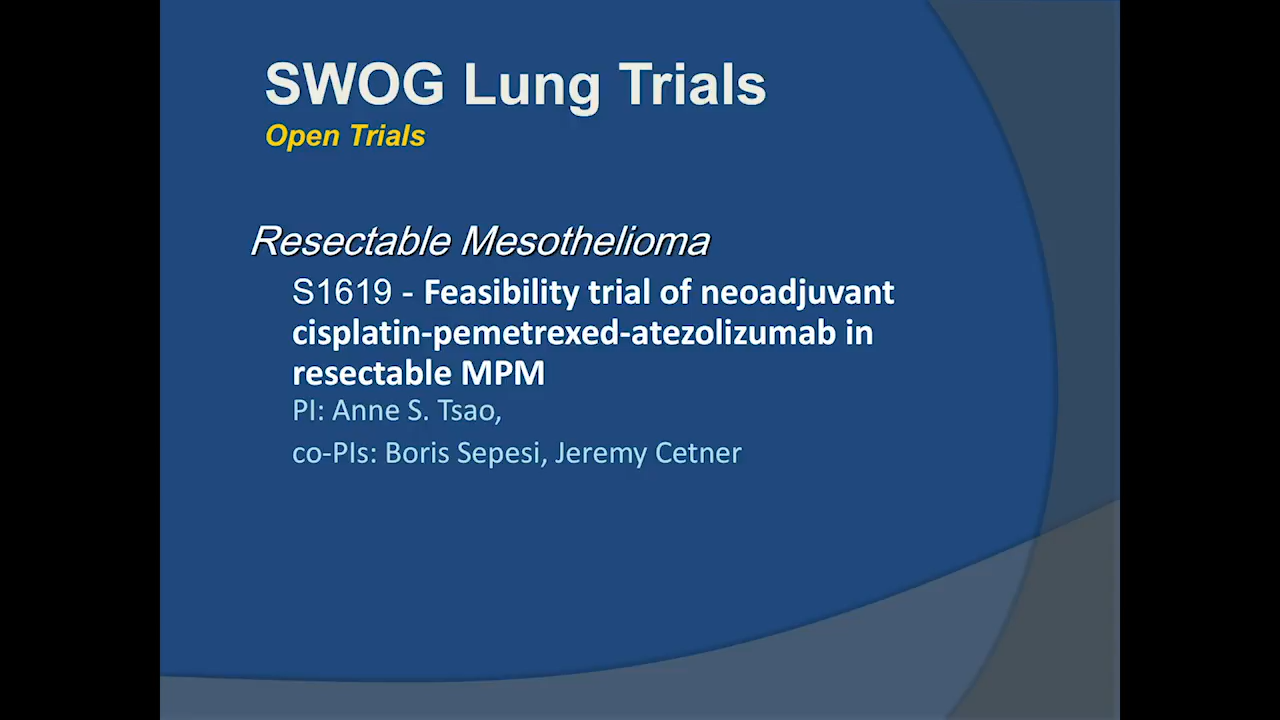 SWOG Lung Trials
Open Trials
Resectable Mesothelioma
S1619 - Feasibility trial of neoadjuvant
cisplatin-pemetrexed-atezolizumab in
resectable MPM
PI: Anne S. Tsao,
co-PIs: Boris Sepesi, Jeremy Cetner